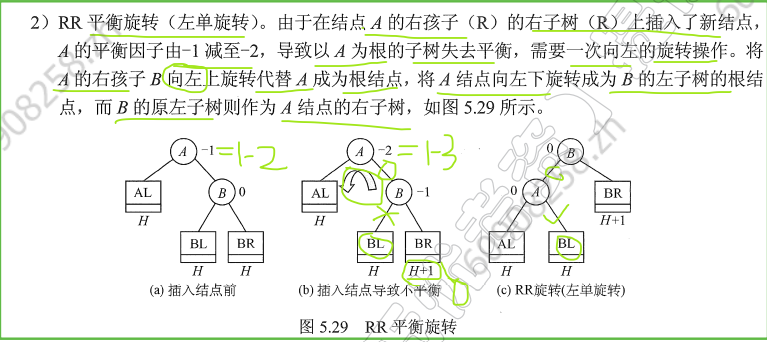 2）RR 平衡旋转（左单旋转）。由于在结点 A 的右孩子（R）的右子树（R）上插入了新结点，
A 的平衡因子由−1 减至−2，导致以 A 为根的子树失去平衡，需要一次向左的旋转操作。将
A 的右孩子 B 向左上旋转代替 A 成为根结点，将 A 结点向左下旋转成为 B 的左子树的根结
点，而 B 的原左子树则作为 A 结点的右子树，如图 5.29 所示。
A −1 =1-2
AL B 0
H
BL BR
H H
(a) 插入结点前
A −2 =1-3
AL B −1
H
BL BR
H H+1
(b) 插入结点导致不平衡
0 B
0 A BR
H+1
AL BL
H H
(c) RR旋转(左单旋转)
图 5.29 RR 平衡旋转